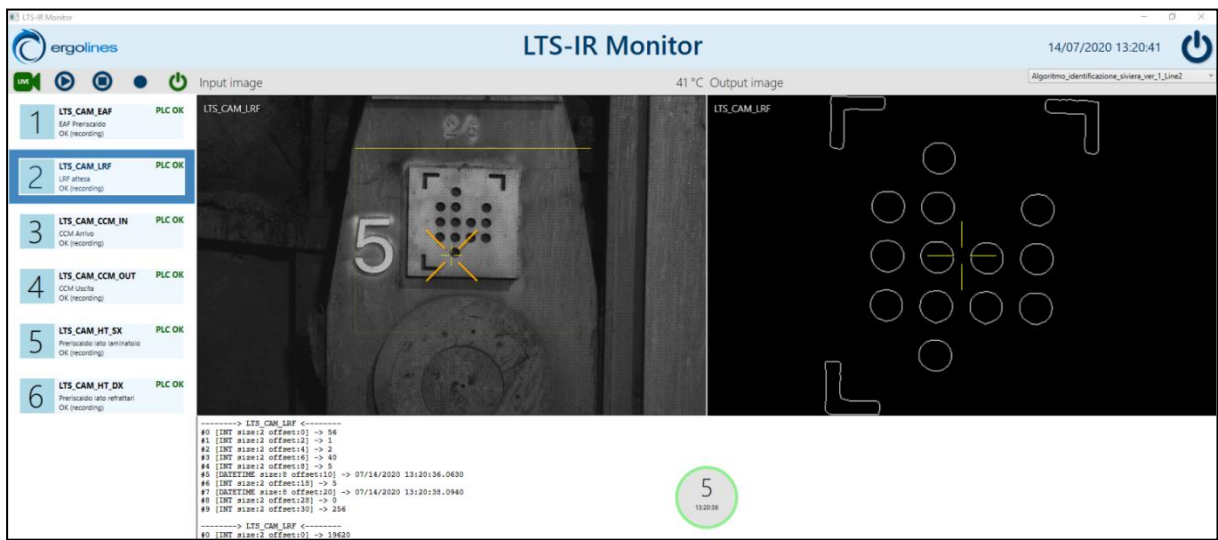 LTS-IR Monitor
ergolines
LTS-IR Monitor
14/07/2020 13:20:41
LIVE
Input image
41 °C
Output image
Algoritmo_identificazione_siviera_ver_1_Line2
1
LTS_CAM_EAF
PLC OK
EAF Preriscaldo
OK (recording)
2
LTS_CAM_LRF
PLC OK
LRF attesa
OK (recording)
3
LTS_CAM_CCM_IN
PLC OK
CCM Arrivo
OK (recording)
4
LTS_CAM_CCM_OUT
PLC OK
CCM Uscita
OK (recording)
5
LTS_CAM_HT_SX
PLC OK
Preriscaldo lato laminatoio
OK (recording)
6
LTS_CAM_HT_DX
PLC OK
Preriscaldo lato refrattari
OK (recording)
LTS_CAM_LRF
26
5
LTS_CAM_LRF
--------> LTS_CAM_LRF <--------
#0 [INT size:2 offset:0] -> 56
#1 [INT size:2 offset:2] -> 1
#2 [INT size:2 offset:4] -> 2
#3 [INT size:2 offset:6] -> 40
#4 [INT size:2 offset:8] -> 5
#5 [DATETIME size:8 offset:10] -> 07/14/2020 13:20:36.0630
#6 [INT size:2 offset:18] -> 5
#7 [DATETIME size:8 offset:20] -> 07/14/2020 13:20:38.0940
#8 [INT size:2 offset:28] -> 0
#9 [INT size:2 offset:30] -> 256
--------> LTS_CAM_LRF <--------
#0 [INT size:2 offset:0] -> 19620
5
13:20:38